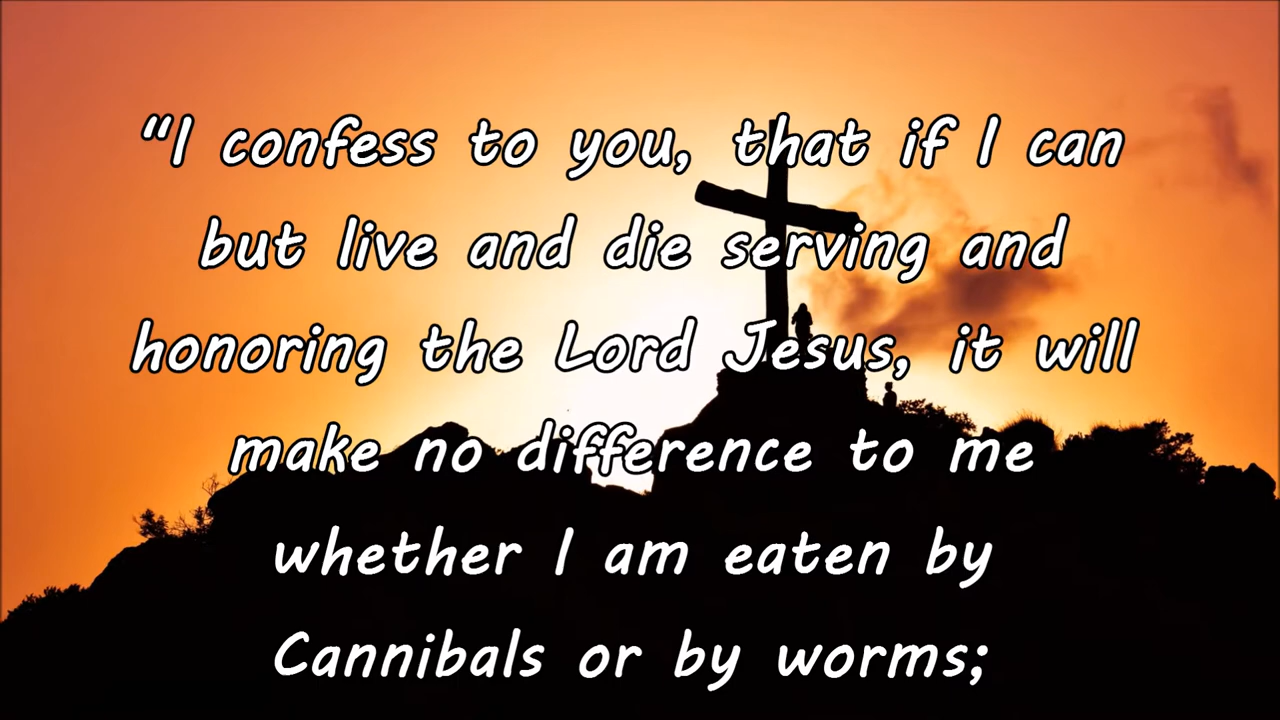 “I confess to you, that if I can
but live and die serving and
honoring the Lord Jesus, it will
make no difference to me
whether I am eaten by
Cannibals or by worms;